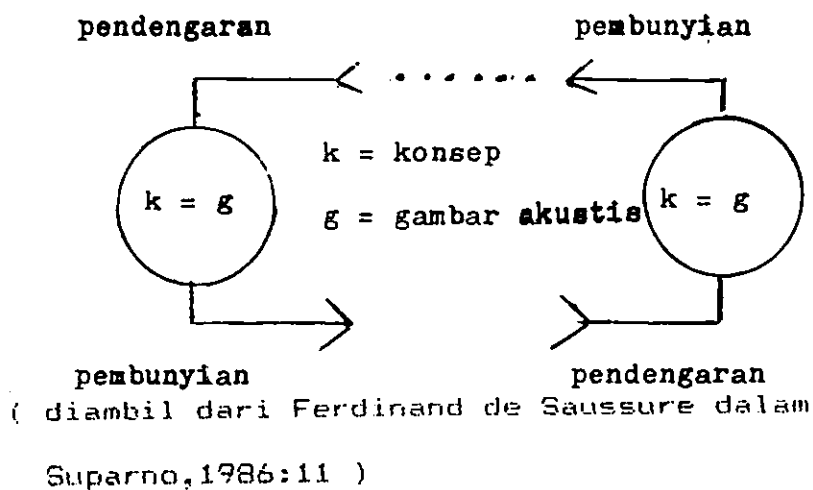 pendengaran pembunyian
k = konsep
k = g g = gambar akustis k = g
pembunyian pendengaran
( diambil dari Ferdinand de Saussure dalam
Suparno,1986:11 )